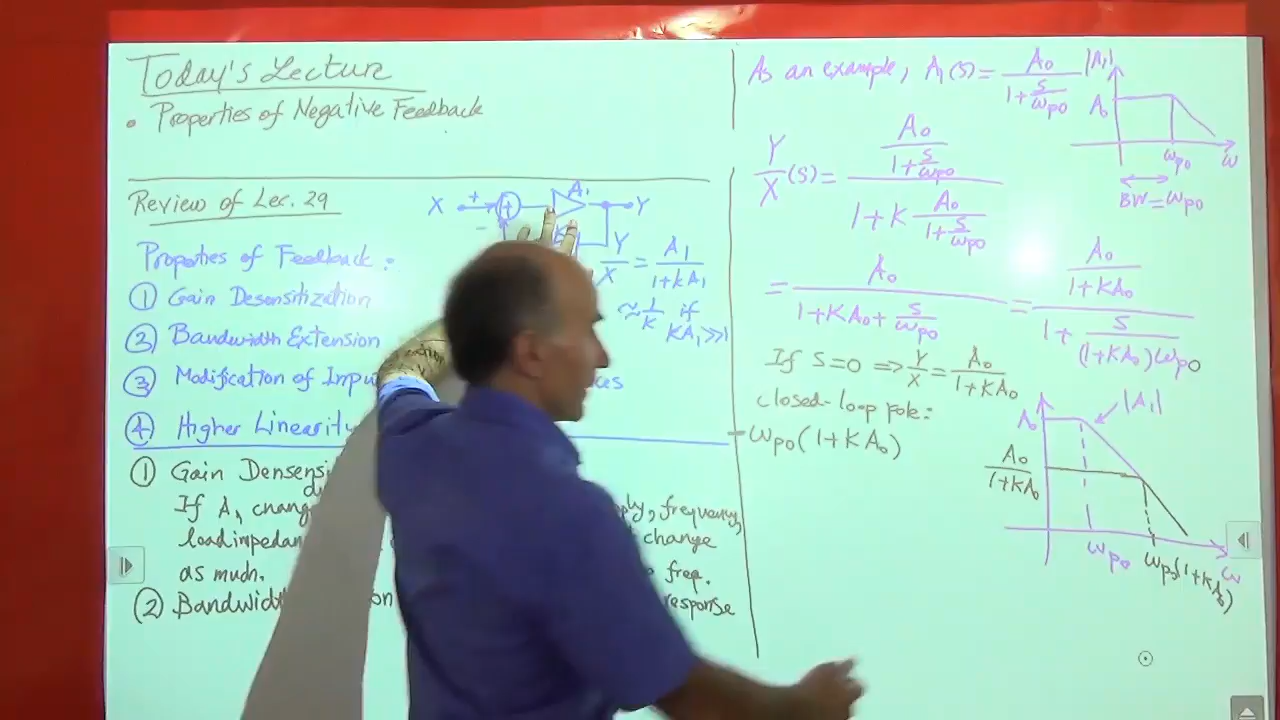 Today's Lecture
• Properties of Negative Feedback
Review of Lec. 29
X + - A₁ K Y
Y/X = A₁/(1+KA₁)
≈ 1/K if
KA₁ >> 1
Properties of Feedback:
① Gain Desensitization
② Bandwidth Extension
③ Modification of Inpu
④ Higher Linearity
① Gain Densensi
If A₁ chang ply, frequency,
load impedan t change
as much. freq.
② Bandwidth on response
As an example, A₁(s) = A₀/(1+s/ωp0)
|A₁| A₀ ωp0 ω
BW=ωp0
Y/X(s) = (A₀/(1+s/ωp0))/(1+K A₀/(1+s/ωp0))
= A₀/(1+KA₀+s/ωp0) = (A₀/(1+KA₀))/(1+s/((1+KA₀)ωp0))
If S=0 ⇒ Y/X = A₀/(1+KA₀)
closed-loop pole:
ωp0(1+KA₀)
A₀ |A₁|
A₀/(1+KA₀)
ωp0 ωp0(1+KA₀) ω